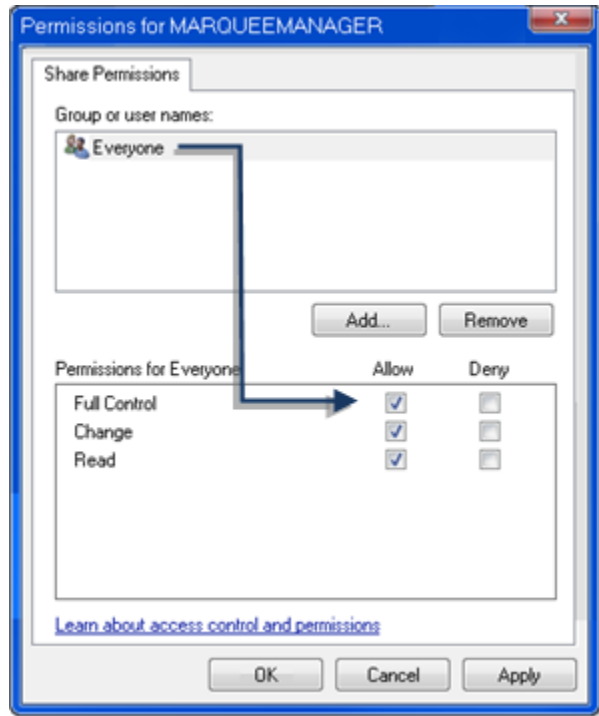 Permissions for MARQUEEMANAGER
Share Permissions
Group or user names:
Everyone
Add... Remove
Permissions for Everyone Allow Deny
Full Control
Change
Read
Learn about access control and permissions
OK Cancel Apply